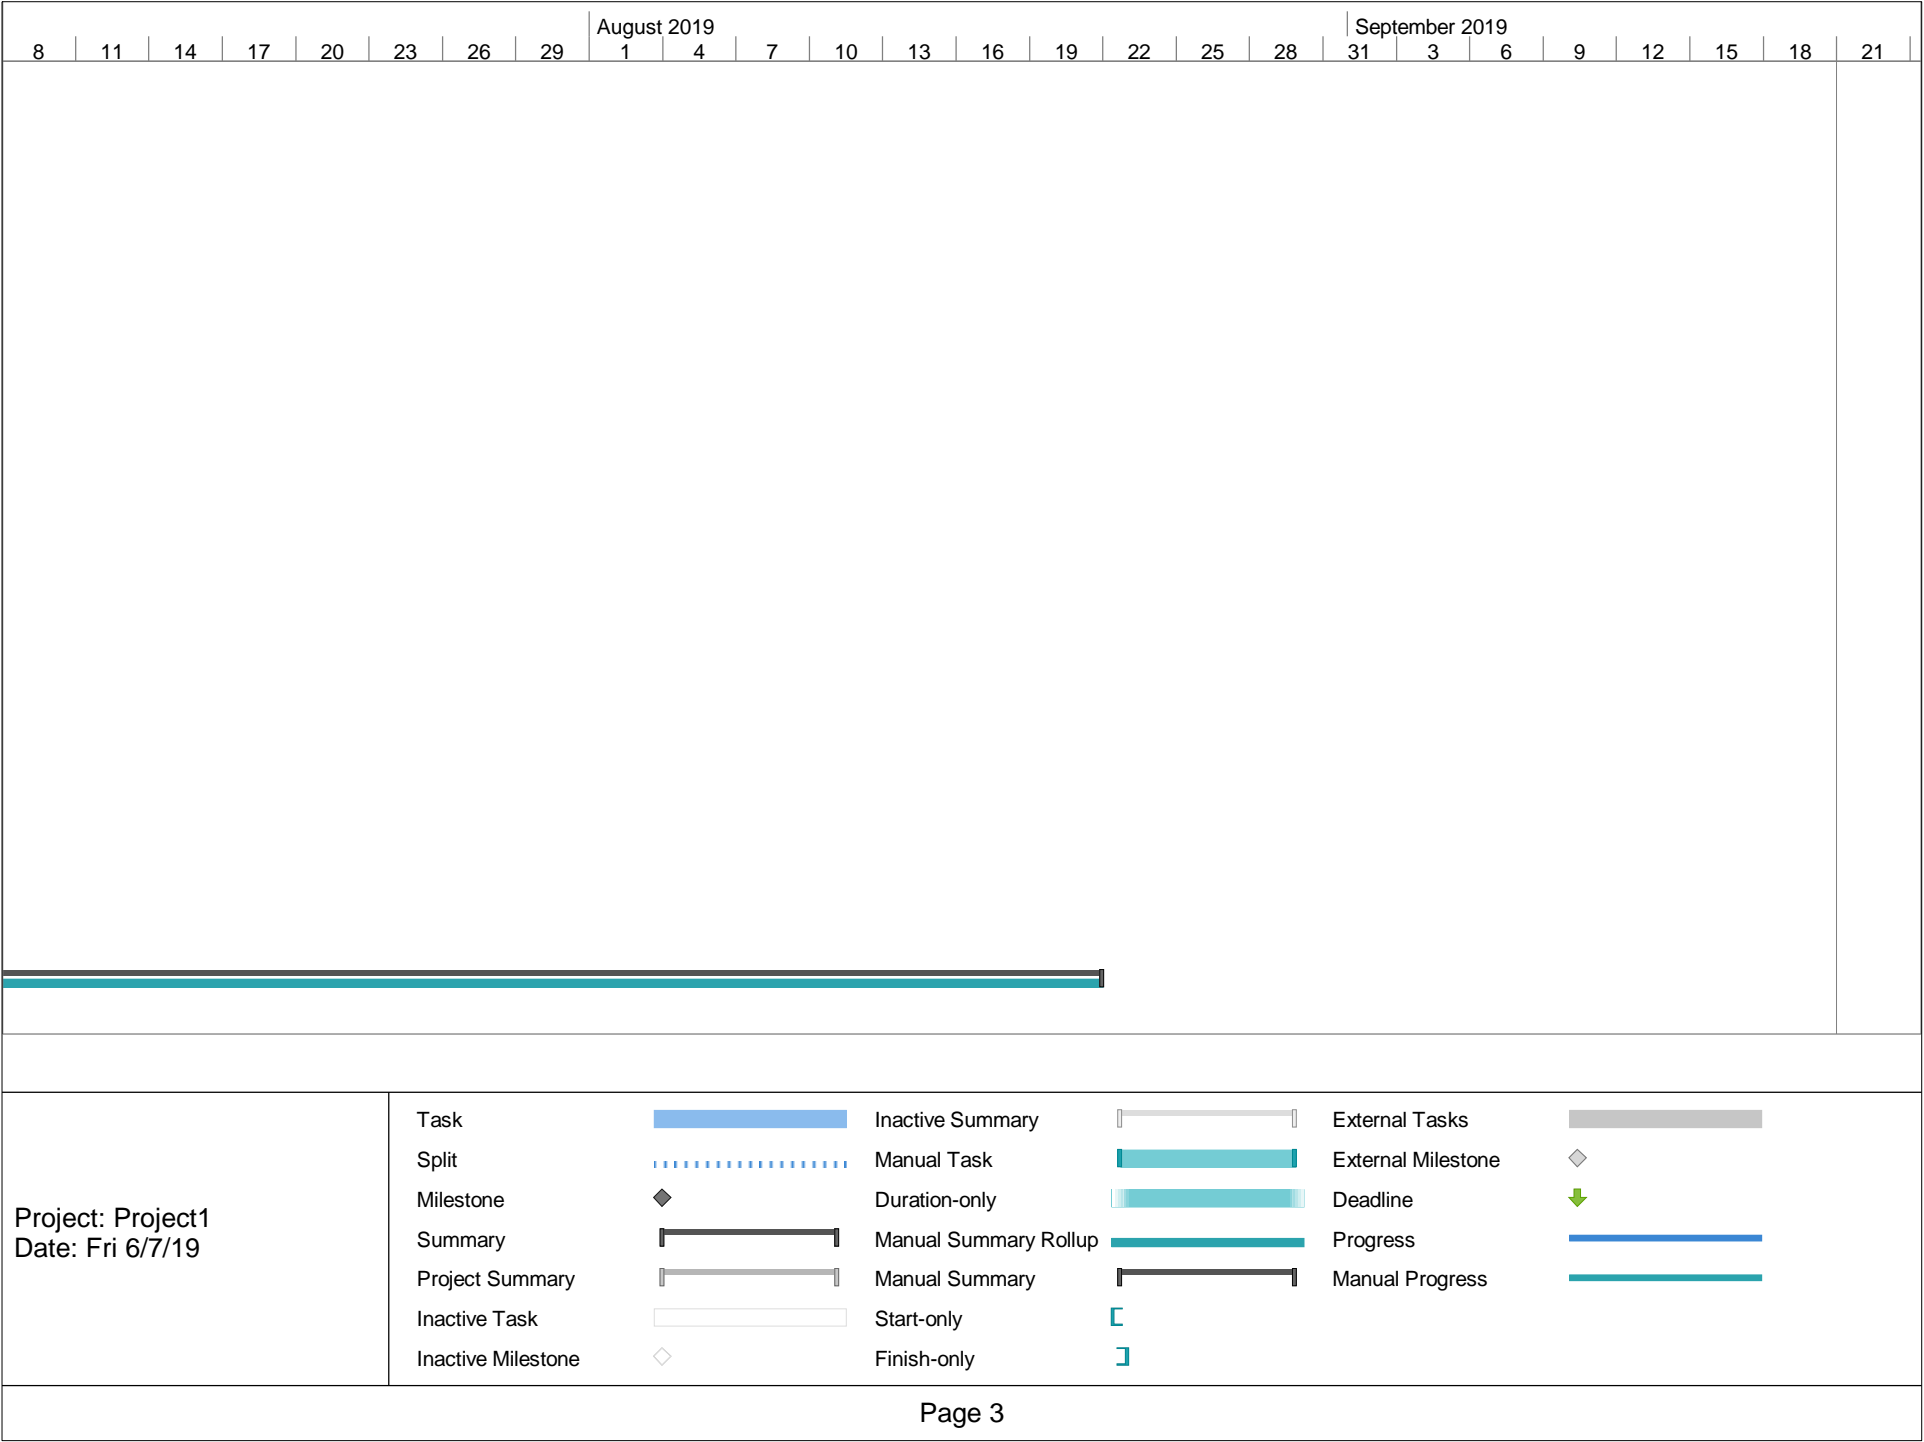 August 2019 September 2019
8 11 14 17 20 23 26 29 1 4 7 10 13 16 19 22 25 28 31 3 6 9 12 15 18 21
Project: Project1
Date: Fri 6/7/19
Task
Split
Milestone
Summary
Project Summary
Inactive Task
Inactive Milestone
Inactive Summary
Manual Task
Duration-only
Manual Summary Rollup
Manual Summary
Start-only
Finish-only
External Tasks
External Milestone
Deadline
Progress
Manual Progress
Page 3